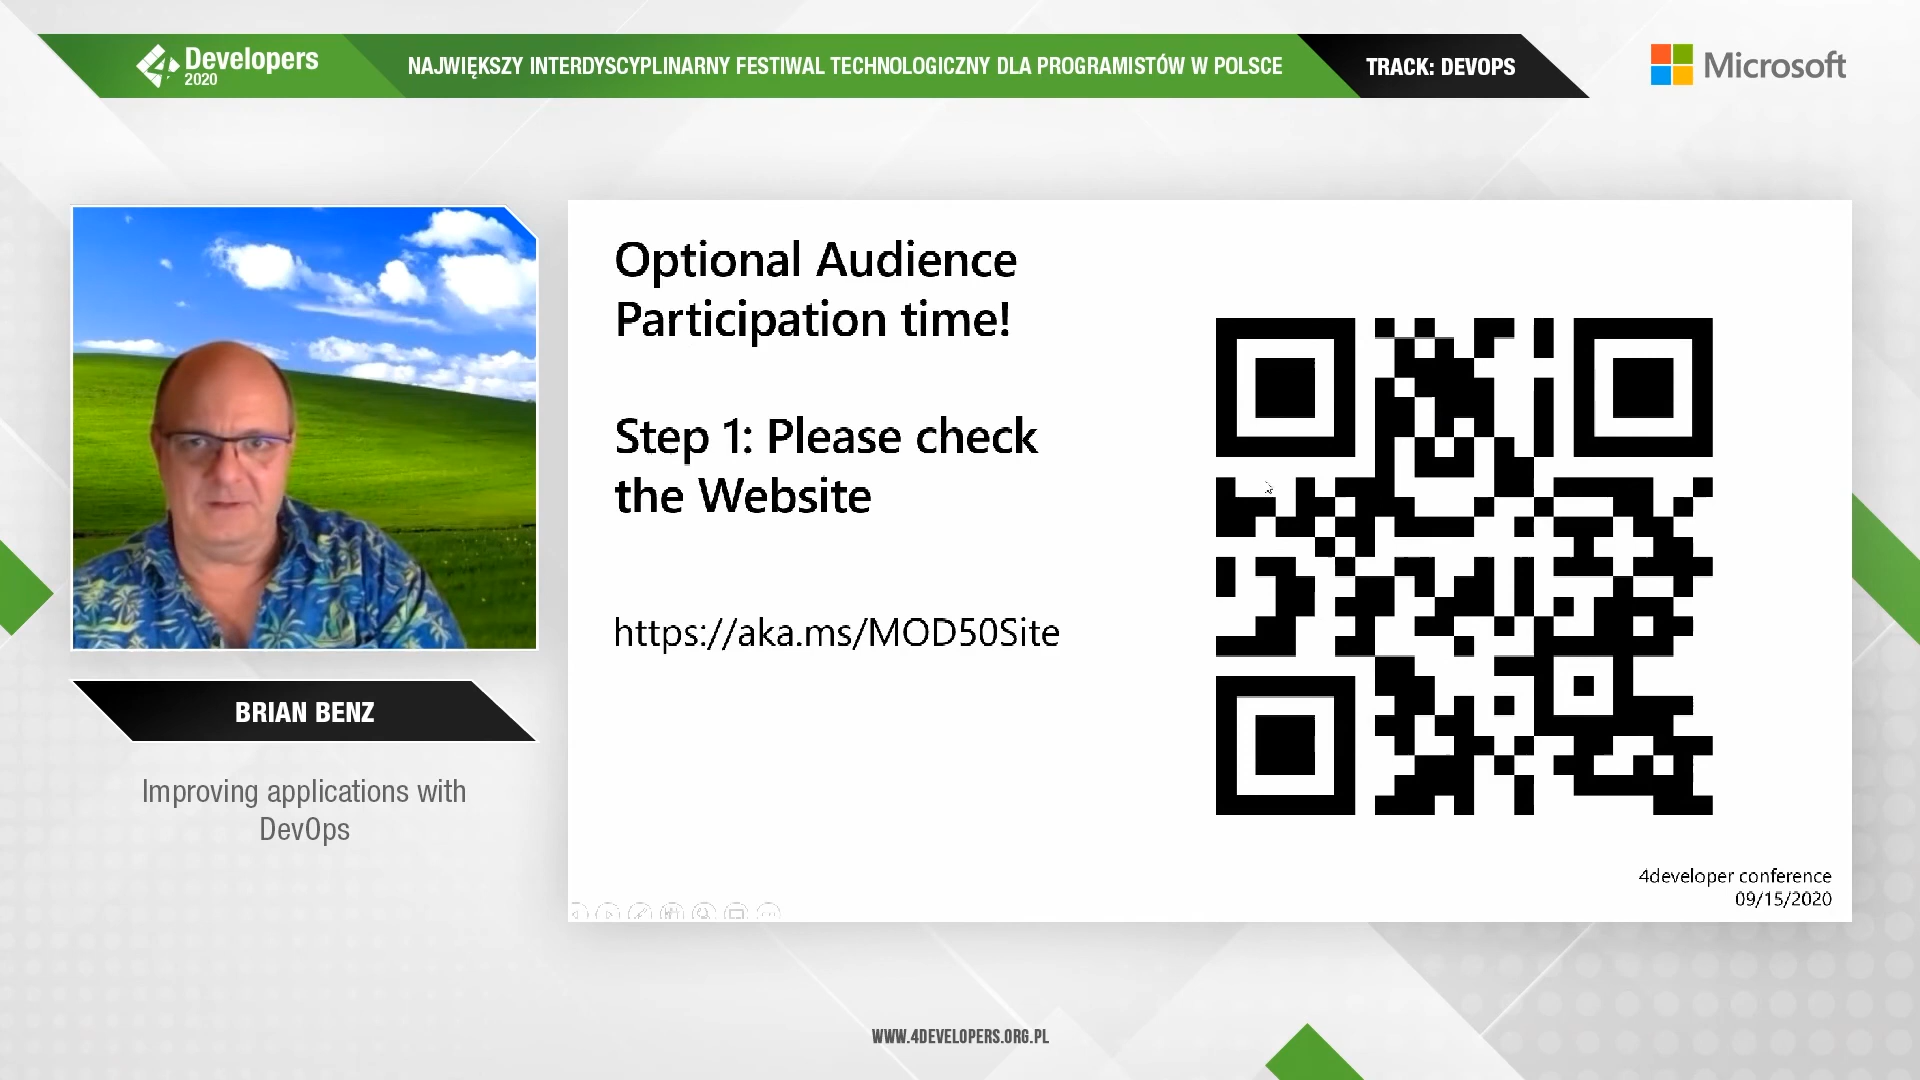 4 Developers
2020
NAJWIĘKSZY INTERDYSCYPLINARNY FESTIWAL TECHNOLOGICZNY DLA PROGRAMISTÓW W POLSCE
TRACK: DEVOPS
Microsoft
Optional Audience
Participation time!
Step 1: Please check
the Website
https://aka.ms/MOD50Site
4developer conference
09/15/2020
BRIAN BENZ
Improving applications with
DevOps
WWW.4DEVELOPERS.ORG.PL